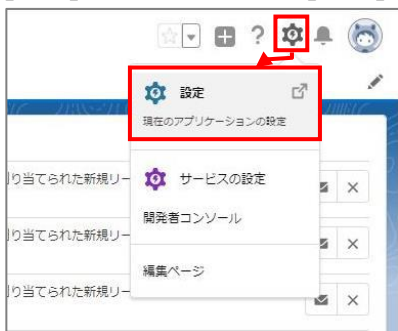 ?
設定
現在のアプリケーションの設定
サービスの設定
開発者コンソール
編集ページ
り当てられた新規リー
り当てられた新規リー
り当てられた新規リー